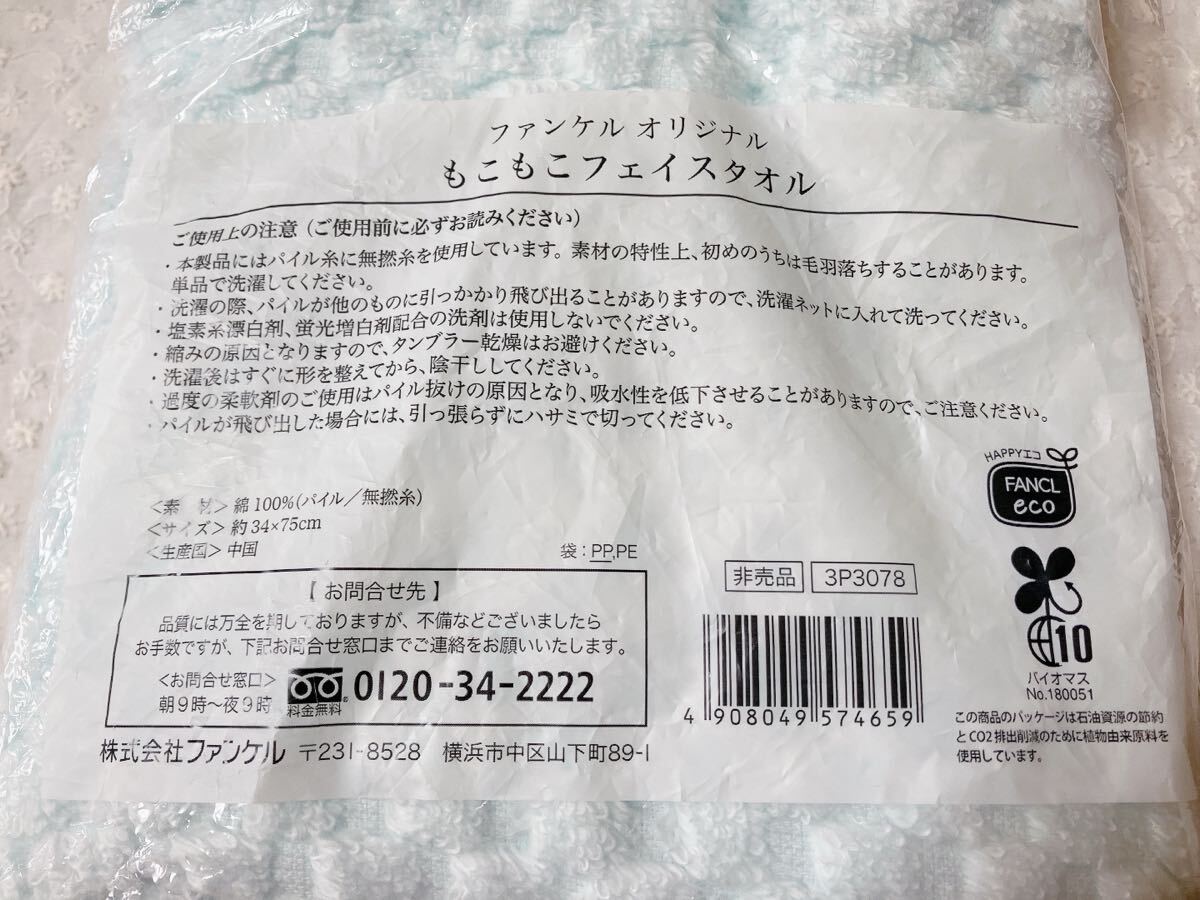 ファンケル オリジナル
もこもこフェイスタオル
ご使用上の注意（ご使用前に必ずお読みください）
・本製品にはパイル糸に無撚糸を使用しています。素材の特性上、初めのうちは毛羽落ちすることがあります。
単品で洗濯してください。
・洗濯の際、パイルが他のものに引っかかり飛び出ることがありますので、洗濯ネットに入れて洗ってください。
・塩素系漂白剤、蛍光増白剤配合の洗剤は使用しないでください。
・縮みの原因となりますので、タンブラー乾燥はお避けください。
・洗濯後はすぐに形を整えてから、陰干ししてください。
・過度の柔軟剤のご使用はパイル抜けの原因となり、吸水性を低下させることがありますので、ご注意ください。
・パイルが飛び出した場合には、引っ張らずにハサミで切ってください。
＜素　材＞ 綿100%(パイル／無撚糸)
＜サイズ＞ 約34×75cm
＜生産国＞ 中国
袋：PP,PE
【 お問合せ先 】
品質には万全を期しておりますが、不備などございましたら
お手数ですが、下記お問合せ窓口までご連絡をお願いいたします。
＜お問合せ窓口＞
朝9時～夜9時
料金無料
0120-34-2222
株式会社ファンケル 〒231-8528 横浜市中区山下町89-1
非売品 3P3078
4 908049 574659
HAPPYエコ
FANCL
eco
10
バイオマス
No.180051
この商品のパッケージは石油資源の節約
とCO2排出削減のために植物由来原料を
使用しています。